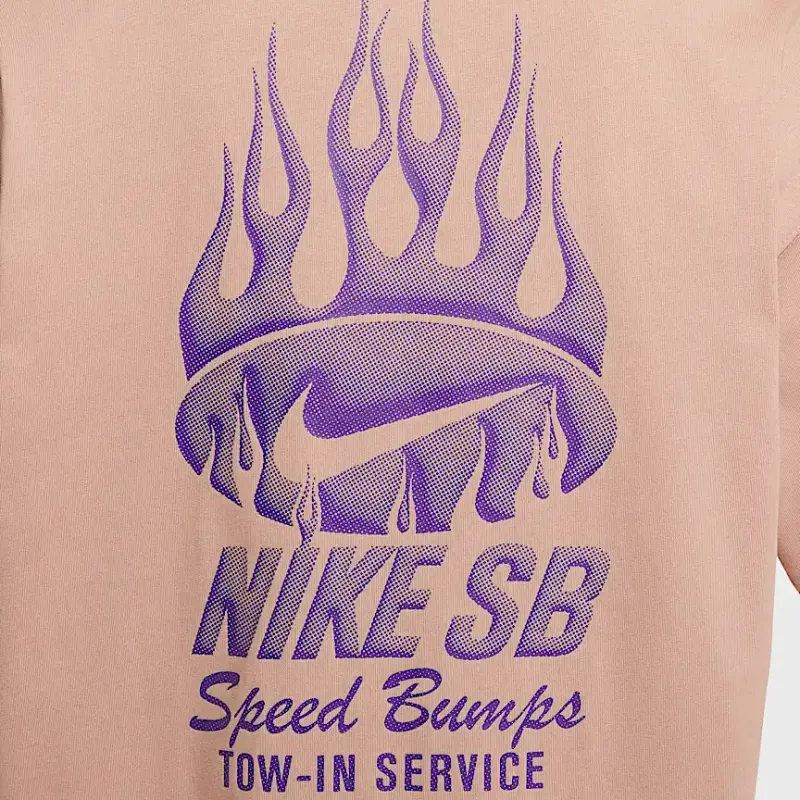 NIKE SB
Speed Bumps
TOW-IN SERVICE